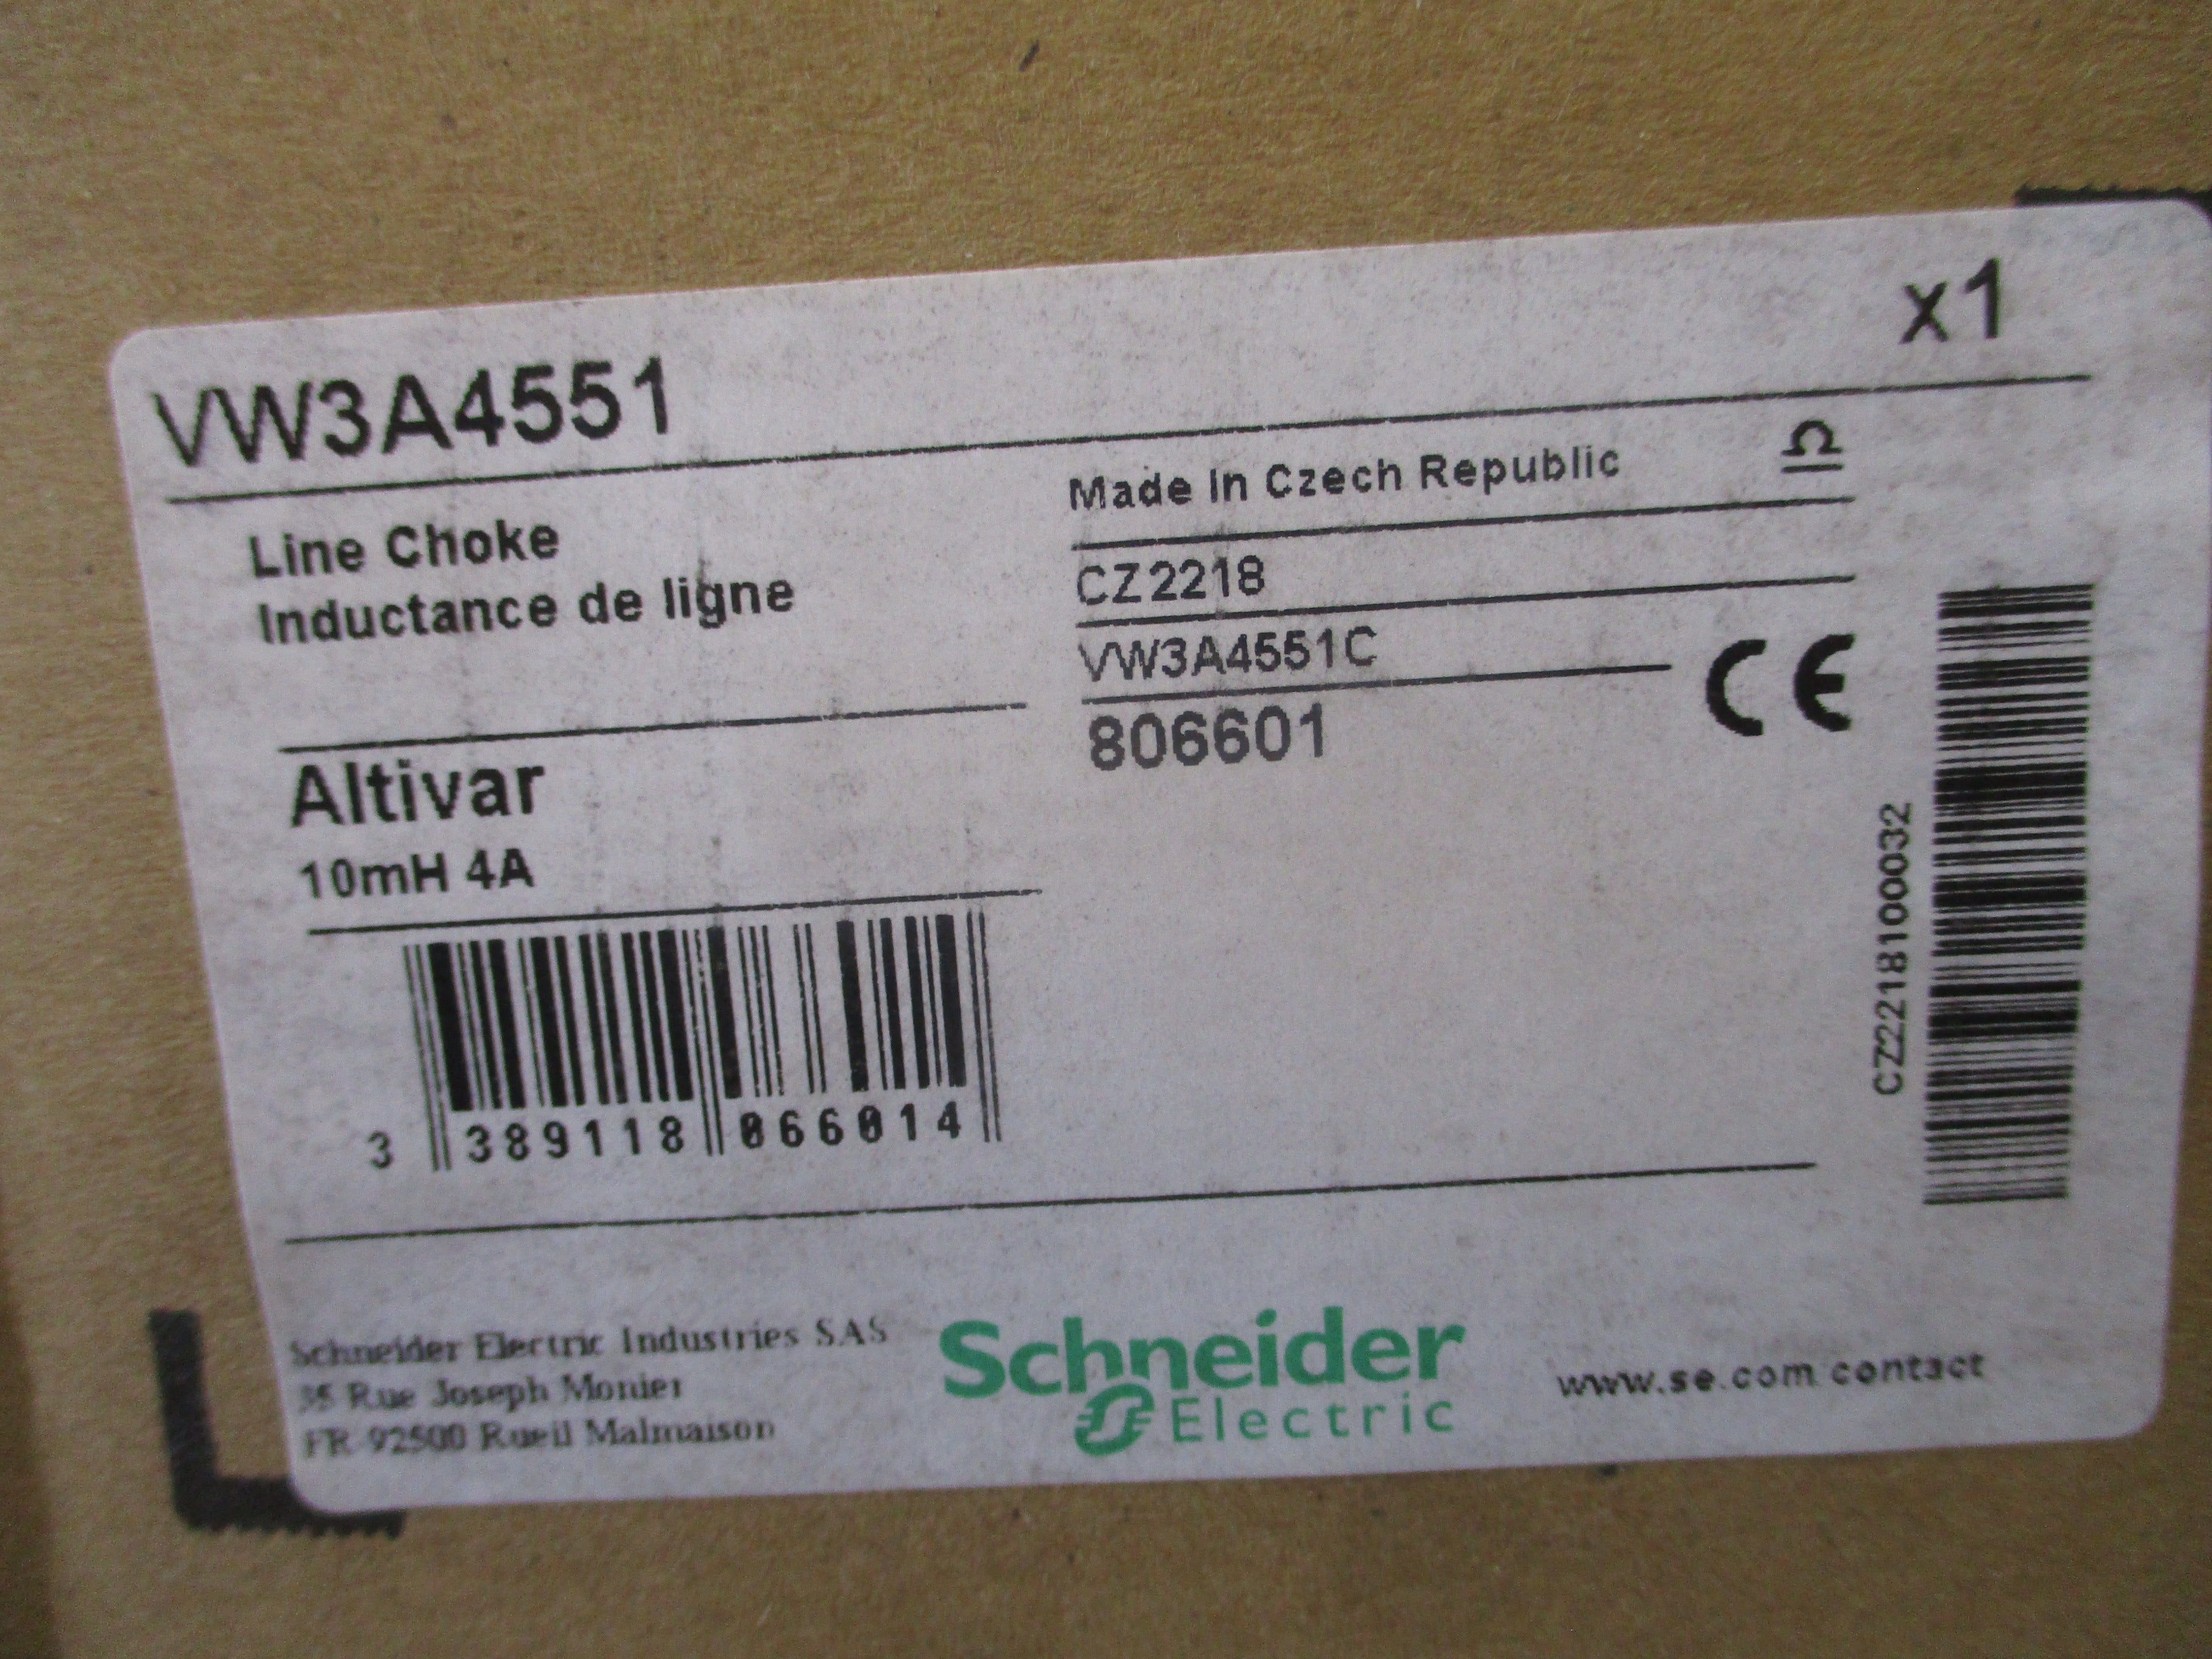 VW3A4551
x1
Line Choke
Inductance de ligne
Made in Czech Republic
CZ2218
VW3A4551C
806601
CE
Altivar
10mH 4A
3 389118 066014
CZ2218100032
Schneider Electric Industries SAS
35 Rue Joseph Monier
FR 92500 Rueil Malmaison
Schneider
Electric
www.se.com contact